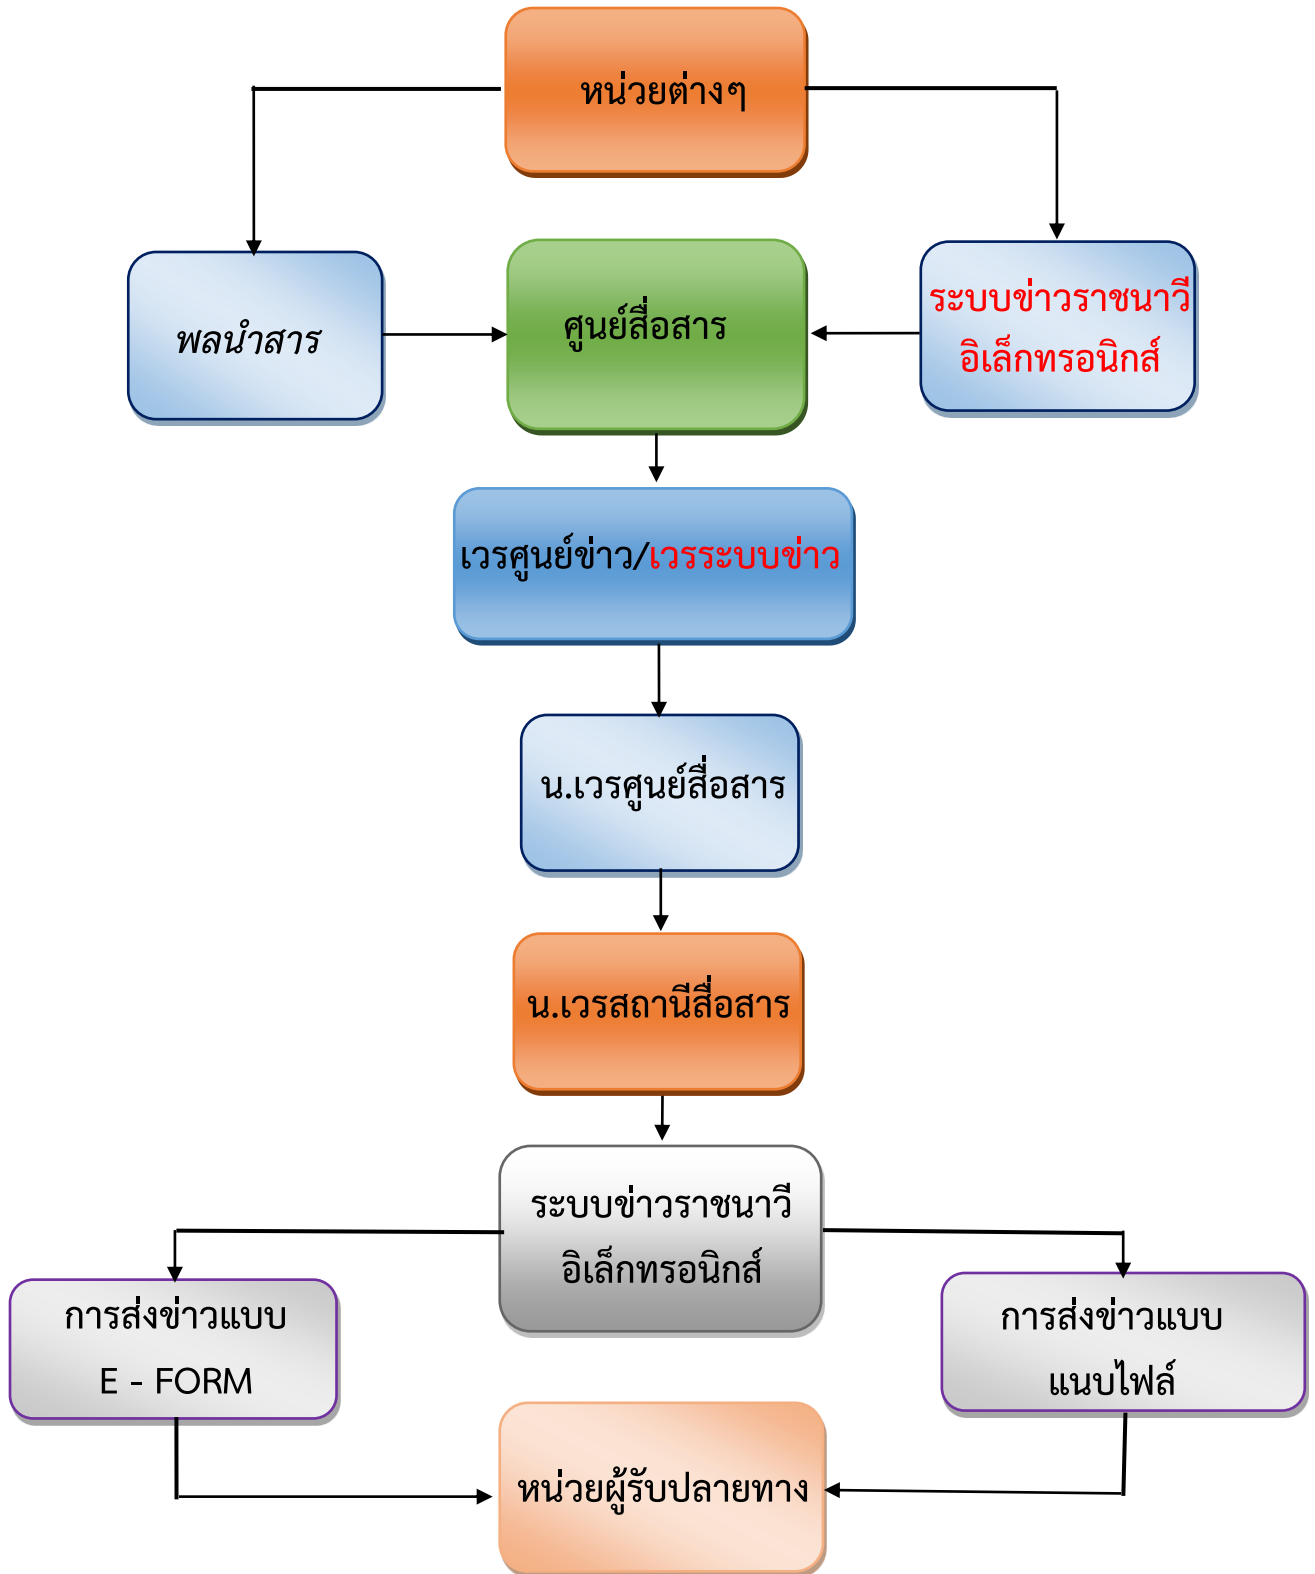 หน่วยต่างๆ
พลนำสาร
ศูนย์สื่อสาร
ระบบข่าวราชนาวี
อิเล็กทรอนิกส์
เวรศูนย์ข่าว/เวรระบบข่าว
น.เวรศูนย์สื่อสาร
น.เวรสถานีสื่อสาร
ระบบข่าวราชนาวี
อิเล็กทรอนิกส์
การส่งข่าวแบบ
E - FORM
การส่งข่าวแบบ
แนบไฟล์
หน่วยผู้รับปลายทาง